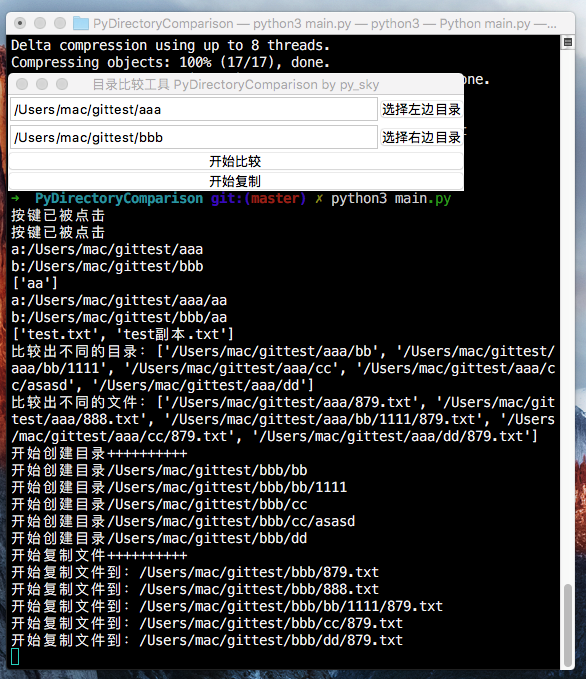 PyDirectoryComparison — python3 main.py — python3 — Python main.py —...
Delta compression using up to 8 threads.
Compressing objects: 100% (17/17), done.
one.
目录比较工具 PyDirectoryComparison by py_sky
/Users/mac/gittest/aaa 选择左边目录
/Users/mac/gittest/bbb 选择右边目录
开始比较
开始复制
➜ PyDirectoryComparison git:(master) ✗ python3 main.py
按键已被点击
按键已被点击
a:/Users/mac/gittest/aaa
b:/Users/mac/gittest/bbb
['aa']
a:/Users/mac/gittest/aaa/aa
b:/Users/mac/gittest/bbb/aa
['test.txt', 'test副本.txt']
比较出不同的目录：['/Users/mac/gittest/aaa/bb', '/Users/mac/gittest/
aaa/bb/1111', '/Users/mac/gittest/aaa/cc', '/Users/mac/gittest/aaa/c
c/asasd', '/Users/mac/gittest/aaa/dd']
比较出不同的文件：['/Users/mac/gittest/aaa/879.txt', '/Users/mac/git
test/aaa/888.txt', '/Users/mac/gittest/aaa/bb/1111/879.txt', '/Users
/mac/gittest/aaa/cc/879.txt', '/Users/mac/gittest/aaa/dd/879.txt']
开始创建目录++++++++++
开始创建目录/Users/mac/gittest/bbb/bb
开始创建目录/Users/mac/gittest/bbb/bb/1111
开始创建目录/Users/mac/gittest/bbb/cc
开始创建目录/Users/mac/gittest/bbb/cc/asasd
开始创建目录/Users/mac/gittest/bbb/dd
开始复制文件++++++++++
开始复制文件到：/Users/mac/gittest/bbb/879.txt
开始复制文件到：/Users/mac/gittest/bbb/888.txt
开始复制文件到：/Users/mac/gittest/bbb/bb/1111/879.txt
开始复制文件到：/Users/mac/gittest/bbb/cc/879.txt
开始复制文件到：/Users/mac/gittest/bbb/dd/879.txt